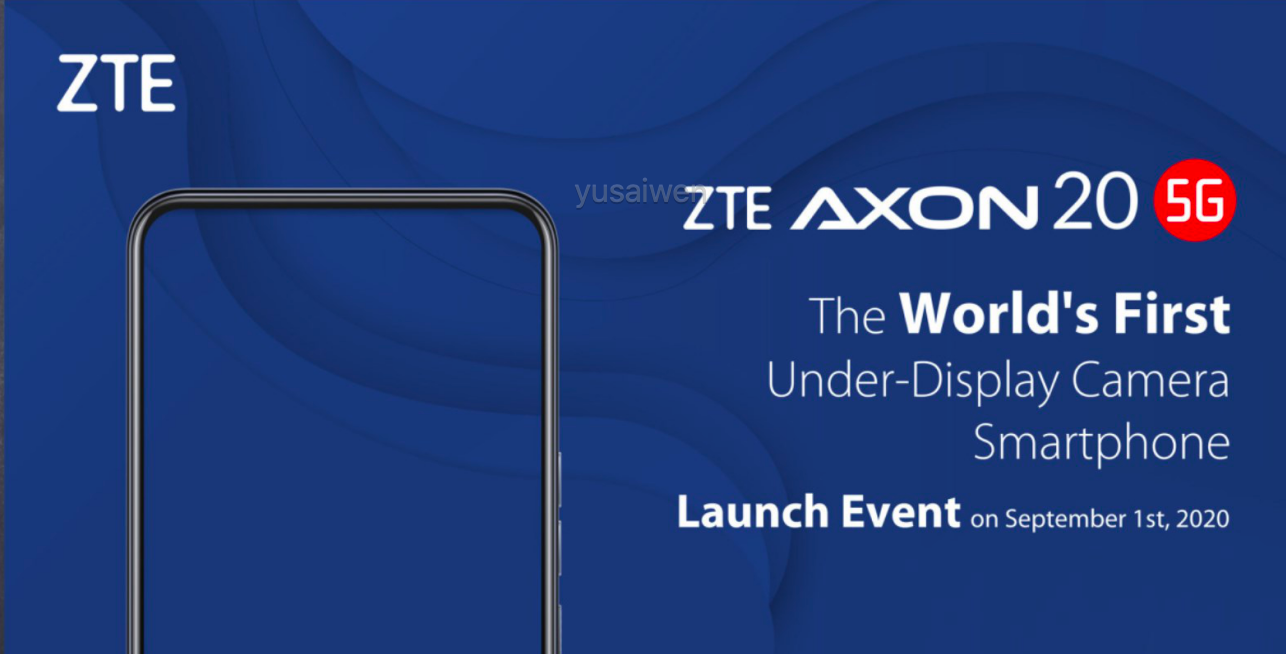 ZTE
yusaiwen
ZTE AXON 20 5G
The World's First
Under-Display Camera
Smartphone
Launch Event on September 1st, 2020